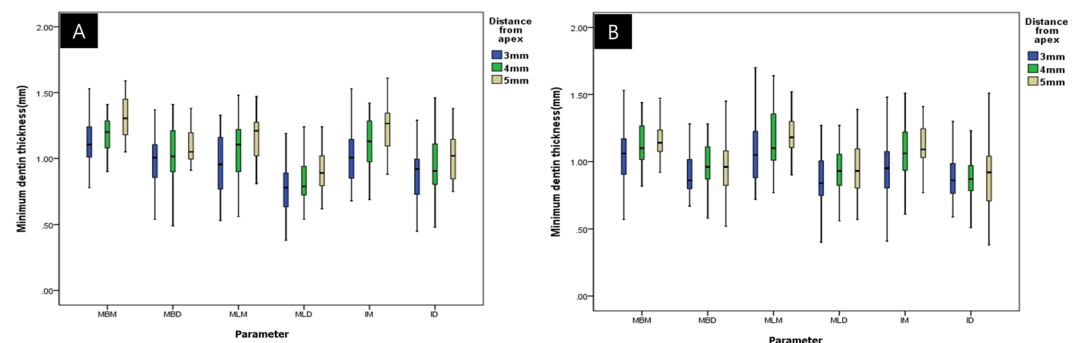 A
Distance
from
apex
3mm
4mm
5mm
Minimum dentin thickness(mm)
2.00
1.50
1.00
.50
.00
MBM MBD MLM MLD IM ID
Parameter
B
Distance
from
apex
3mm
4mm
5mm
Minimum dentin thickness(mm)
2.00
1.50
1.00
.50
.00
MBM MBD MLM MLD IM ID
Parameter